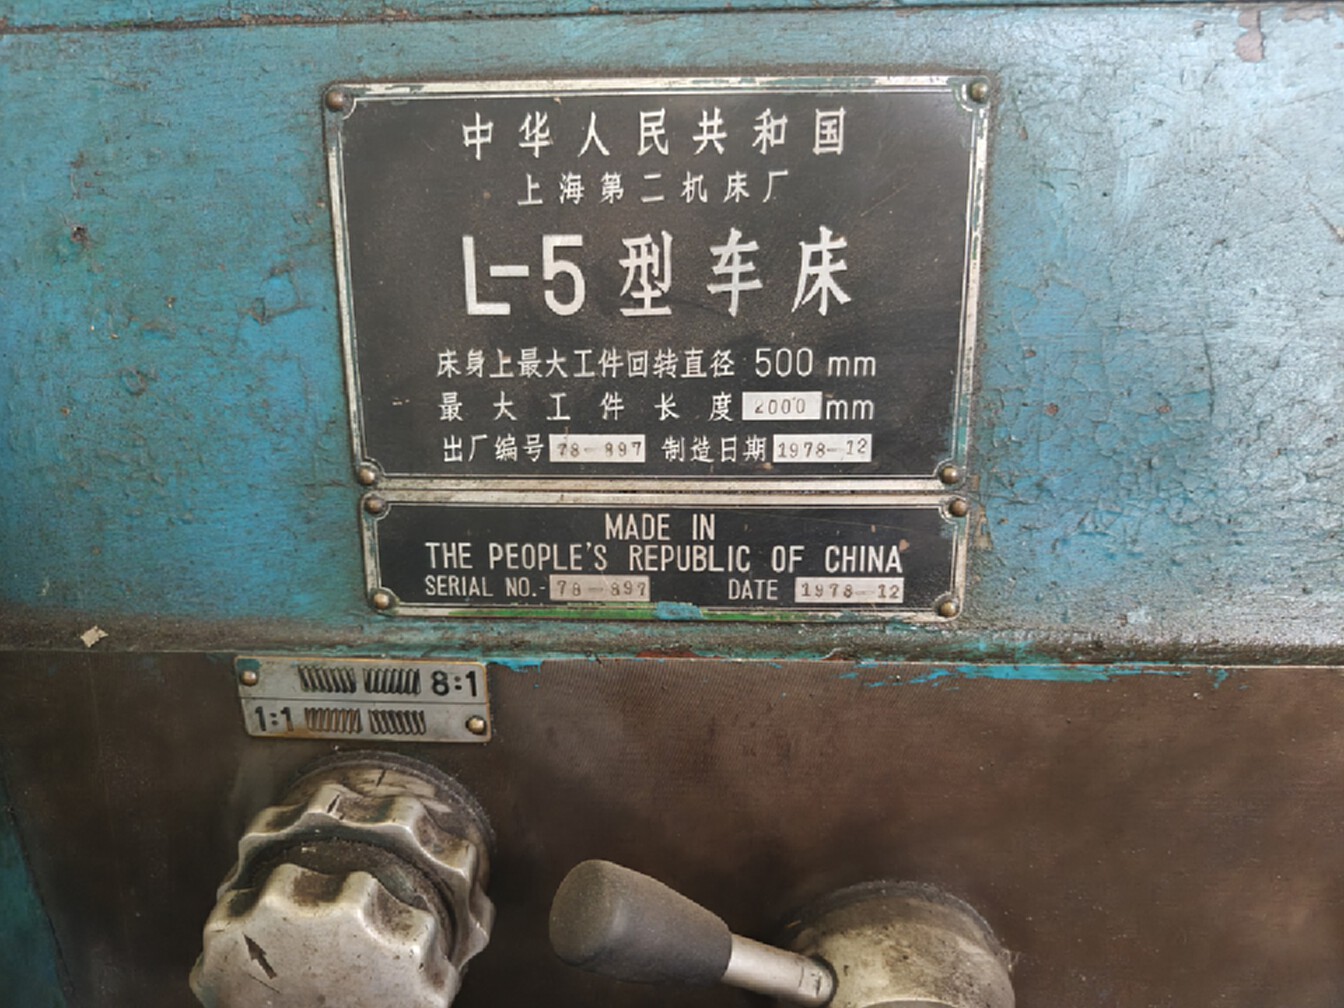 中华人民共和国
上海第二机床厂
L-5型车床
床身上最大工件回转直径 500 mm
最大工件长度 2000 mm
出厂编号 78-897 制造日期 1978-12
MADE IN
THE PEOPLE'S REPUBLIC OF CHINA
SERIAL NO.- 78-897 DATE 1978-12
8:1
1:1